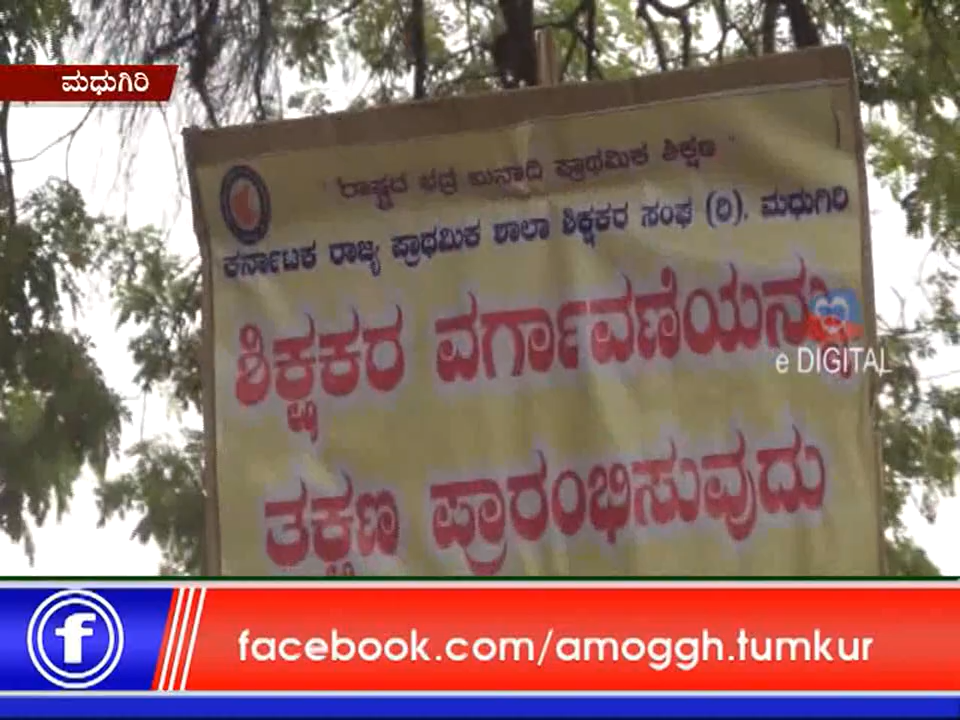 ಮಧುಗಿರಿ
"ರಾಷ್ಟ್ರದ ಭದ್ರ ಬುನಾದಿ ಪ್ರಾಥಮಿಕ ಶಿಕ್ಷಣ"
ಕರ್ನಾಟಕ ರಾಜ್ಯ ಪ್ರಾಥಮಿಕ ಶಾಲಾ ಶಿಕ್ಷಕರ ಸಂಘ (ರಿ). ಮಧುಗಿರಿ
ಶಿಕ್ಷಕರ ವರ್ಗಾವಣೆಯನ್ನು
e DIGITAL
ತಕ್ಷಣ ಪ್ರಾರಂಭಿಸುವುದು
facebook.com/amoggh.tumkur